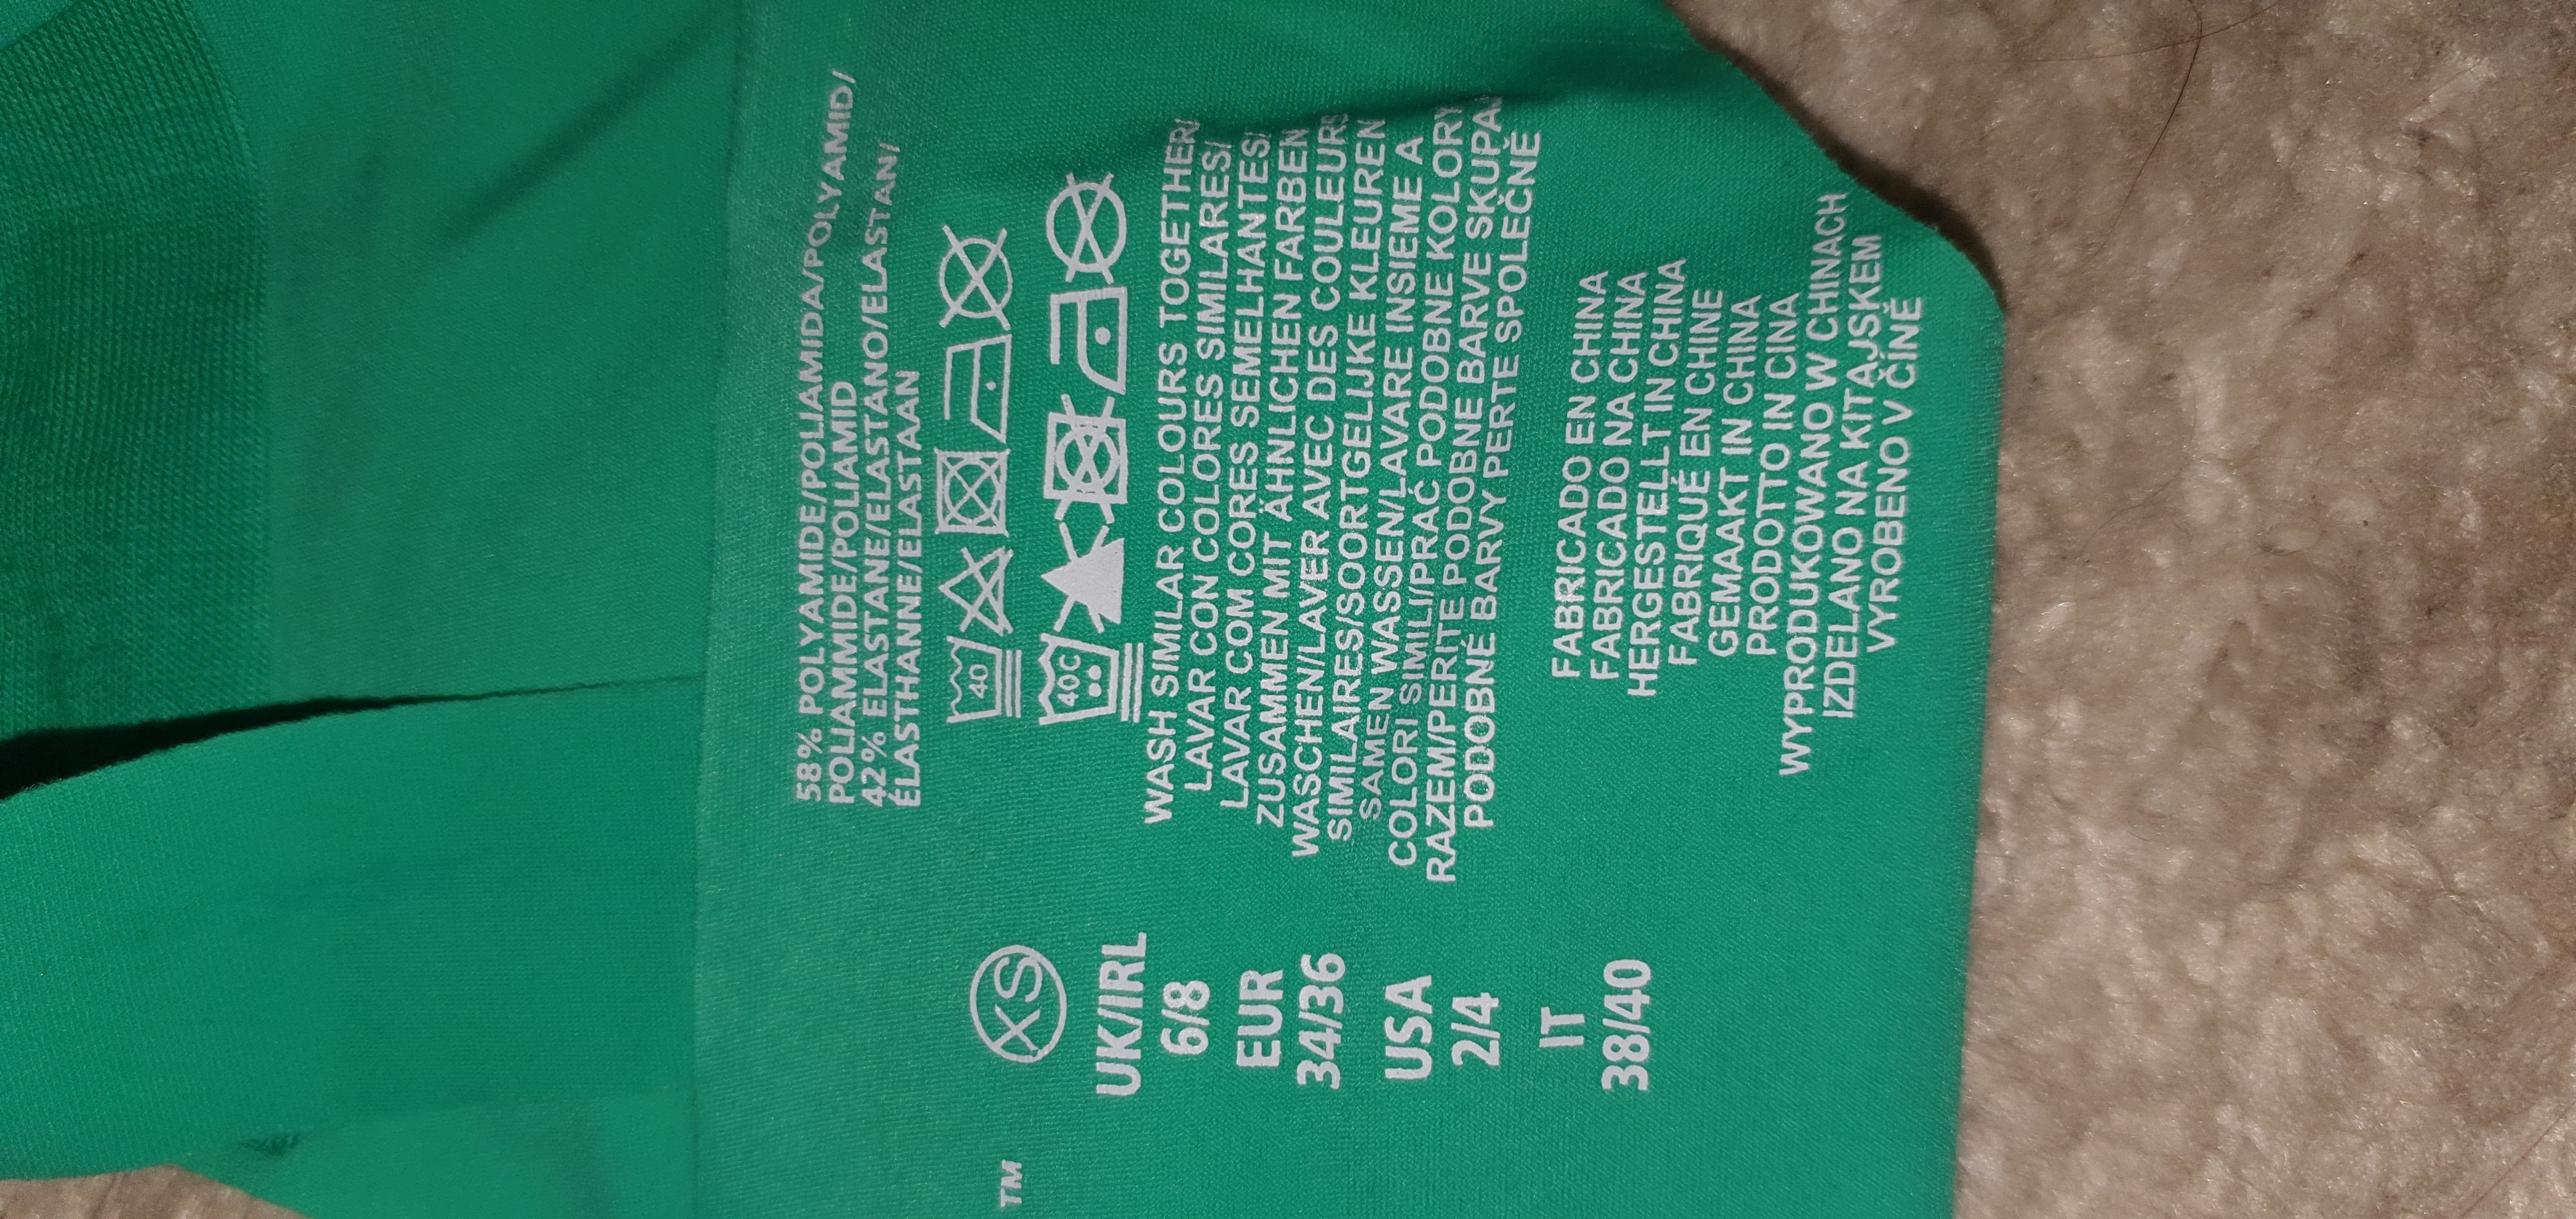 58% POLYAMIDE/POLIAMIDA/POLYAMID/
POLIAMMIDE/POLIAMID
42% ELASTANE/ELASTANO/ELASTAN/
ÉLASTHANNE/ELASTAAN
40
40C
WASH SIMILAR COLOURS TOGETHER/
LAVAR CON COLORES SIMILARES/
LAVAR COM CORES SEMELHANTES/
ZUSAMMEN MIT ÄHNLICHEN FARBEN
WASCHEN/LAVER AVEC DES COULEURS
SIMILAIRES/SOORTGELIJKE KLEUREN
SAMEN WASSEN/LAVARE INSIEME A
COLORI SIMILI/PRAĆ PODOBNE KOLORY
RAZEM/PERITE PODOBNE BARVE SKUPAJ/
PODOBNÉ BARVY PERTE SPOLEČNĚ
FABRICADO EN CHINA
FABRICADO NA CHINA
HERGESTELLT IN CHINA
FABRIQUÉ EN CHINE
GEMAAKT IN CHINA
PRODOTTO IN CINA
WYPRODUKOWANO W CHINACH
IZDELANO NA KITAJSKEM
VYROBENO V ČÍNĚ
XS
UK/IRL
6/8
EUR
34/36
USA
2/4
IT
38/40
TM